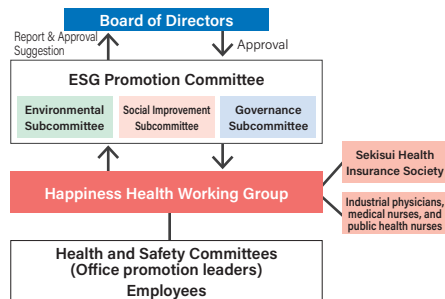 Board of Directors
Report & Approval
Suggestion
Approval
ESG Promotion Committee
Environmental
Subcommittee
Social Improvement
Subcommittee
Governance
Subcommittee
Happiness Health Working Group
Sekisui Health
Insurance Society
Industrial physicians,
medical nurses, and
public health nurses
Health and Safety Committees
(Office promotion leaders)
Employees